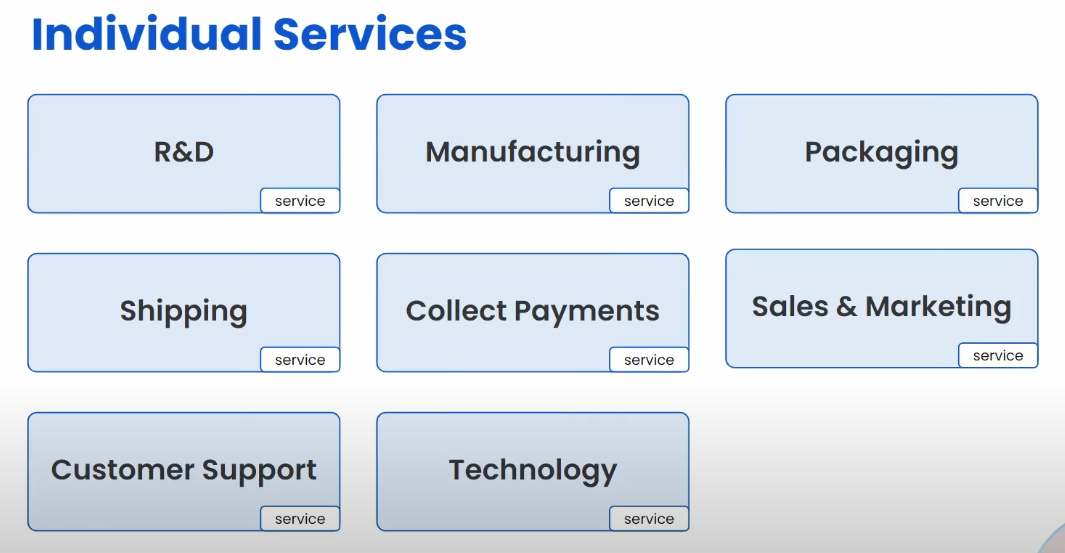 Individual Services
R&D
service
Manufacturing
service
Packaging
service
Shipping
service
Collect Payments
service
Sales & Marketing
service
Customer Support
service
Technology
service